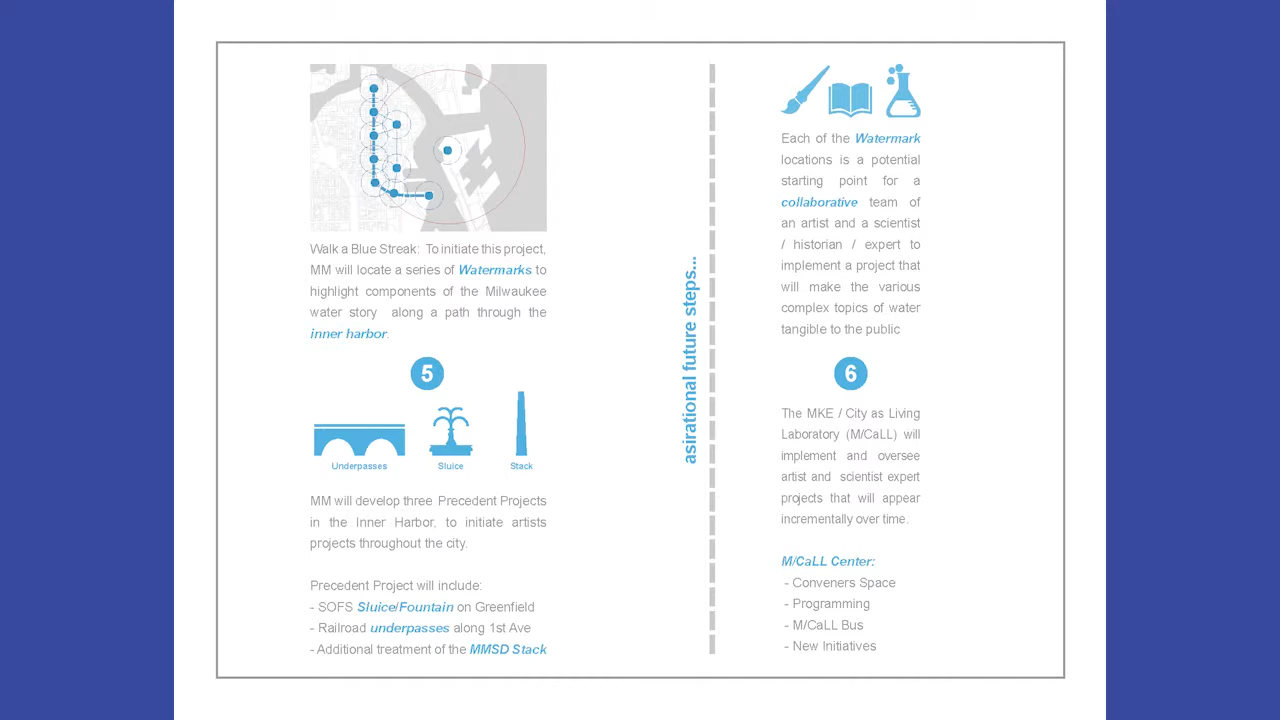 Walk a Blue Streak: To initiate this project,
MM will locate a series of Watermarks to
highlight components of the Milwaukee
water story along a path through the
inner harbor.
5
Underpasses Sluice Stack
MM will develop three Precedent Projects
in the Inner Harbor, to initiate artists
projects throughout the city.
Precedent Project will include:
- SOFS Sluice/Fountain on Greenfield
- Railroad underpasses along 1st Ave
- Additional treatment of the MMSD Stack
asirational future steps...
Each of the Watermark
locations is a potential
starting point for a
collaborative team of
an artist and a scientist
/ historian / expert to
implement a project that
will make the various
complex topics of water
tangible to the public
6
The MKE / City as Living
Laboratory (M/CaLL) will
implement and oversee
artist and scientist expert
projects that will appear
incrementally over time.
M/CaLL Center:
- Conveners Space
- Programming
- M/CaLL Bus
- New Initiatives